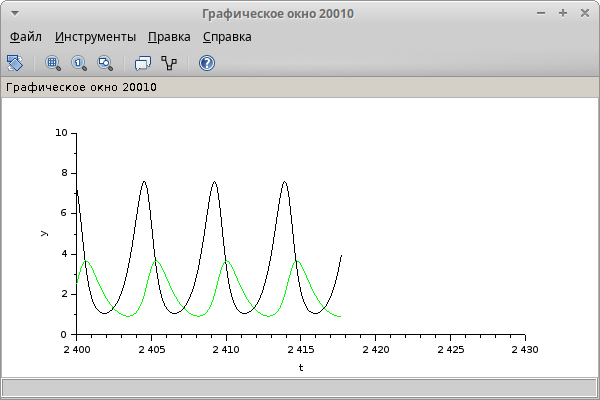 Графическое окно 20010
Файл Инструменты Правка Справка
Графическое окно 20010
10
8
6
4
2
0
y
2 400 2 405 2 410 2 415 2 420 2 425 2 430
t